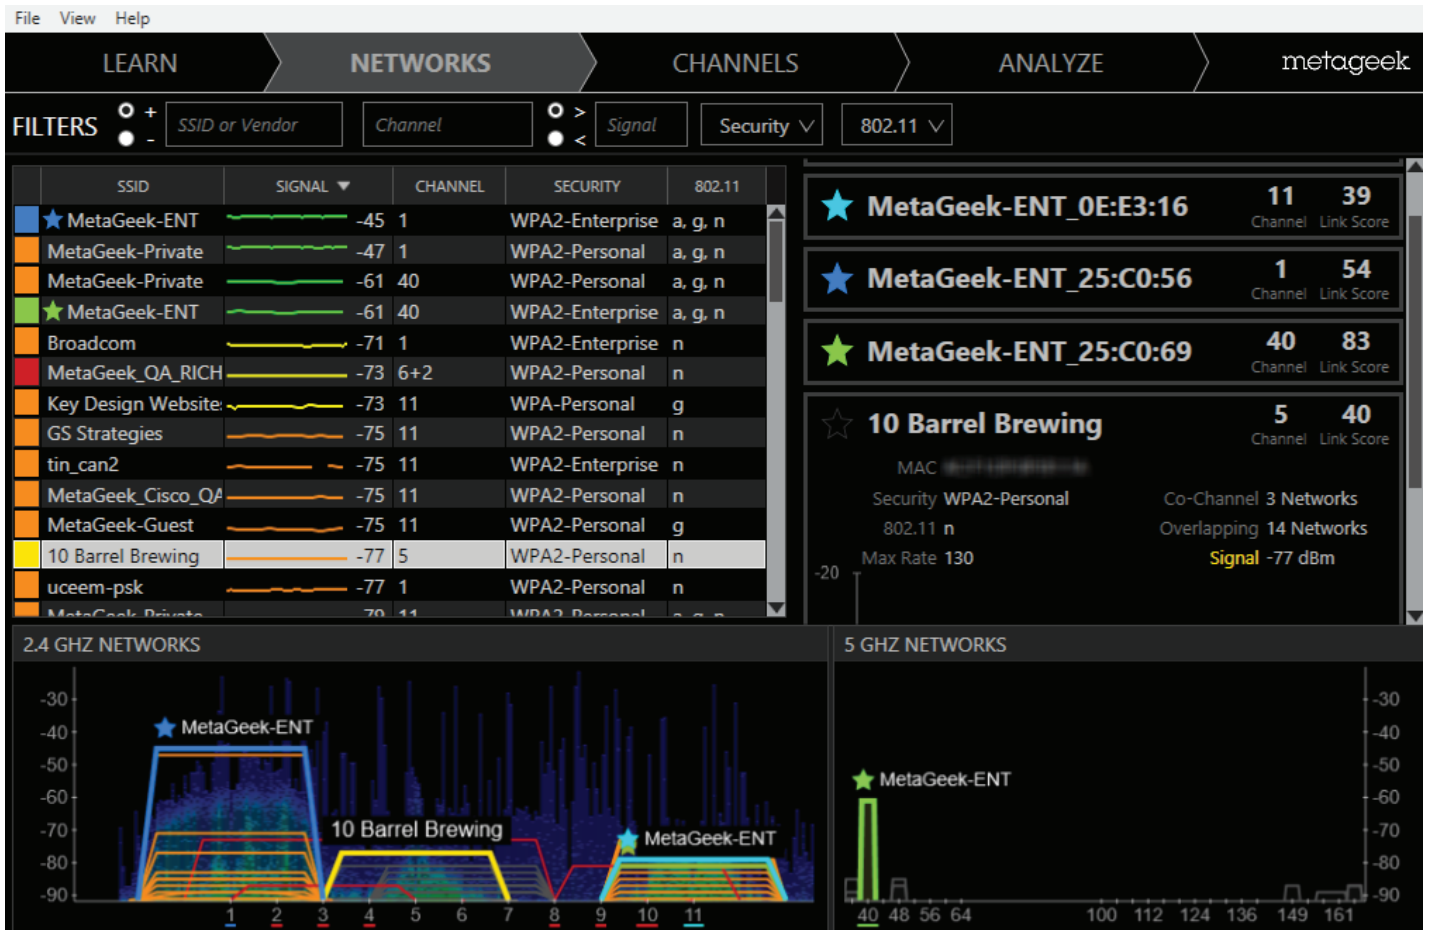 File View Help
LEARN NETWORKS CHANNELS ANALYZE metageek
FILTERS + - SSID or Vendor Channel > < Signal Security 802.11
SSID SIGNAL CHANNEL SECURITY 802.11
MetaGeek-ENT -45 1 WPA2-Enterprise a, g, n
MetaGeek-Private -47 1 WPA2-Personal a, g, n
MetaGeek-Private -61 40 WPA2-Personal a, g, n
MetaGeek-ENT -61 40 WPA2-Enterprise a, g, n
Broadcom -71 1 WPA2-Enterprise n
MetaGeek_QA_RICH -73 6+2 WPA2-Personal n
Key Design Website -73 11 WPA-Personal g
GS Strategies -75 11 WPA2-Personal n
tin_can2 -75 11 WPA2-Enterprise n
MetaGeek_Cisco_QA -75 11 WPA2-Personal n
MetaGeek-Guest -75 11 WPA2-Personal g
10 Barrel Brewing -77 5 WPA2-Personal n
uceem-psk -77 1 WPA2-Personal n
MetaGeek-Private -79 11 WPA2-Personal a, g, n
MetaGeek-ENT_0E:E3:16 11 39
Channel Link Score
MetaGeek-ENT_25:C0:56 1 54
Channel Link Score
MetaGeek-ENT_25:C0:69 40 83
Channel Link Score
10 Barrel Brewing 5 40
Channel Link Score
MAC
Security WPA2-Personal Co-Channel 3 Networks
802.11 n Overlapping 14 Networks
Max Rate 130 Signal -77 dBm
-20
2.4 GHZ NETWORKS
-30
MetaGeek-ENT
-40
-50
-60
-70
10 Barrel Brewing
MetaGeek-ENT
-80
-90
1 2 3 4 5 6 7 8 9 10 11
5 GHZ NETWORKS
-30
-40
-50
MetaGeek-ENT
-60
-70
-80
-90
40 48 56 64 100 112 124 136 149 161